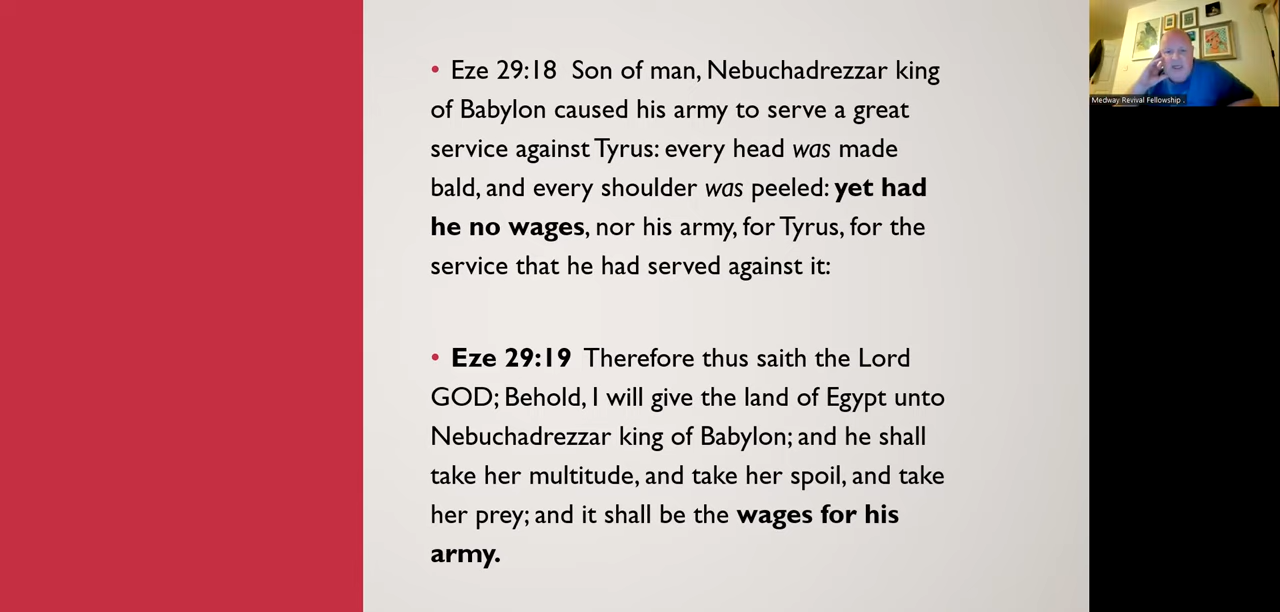 • Eze 29:18 Son of man, Nebuchadrezzar king
of Babylon caused his army to serve a great
service against Tyrus: every head was made
bald, and every shoulder was peeled: yet had
he no wages, nor his army, for Tyrus, for the
service that he had served against it:
• Eze 29:19 Therefore thus saith the Lord
GOD; Behold, I will give the land of Egypt unto
Nebuchadrezzar king of Babylon; and he shall
take her multitude, and take her spoil, and take
her prey; and it shall be the wages for his
army.
Medway Revival Fellowship .